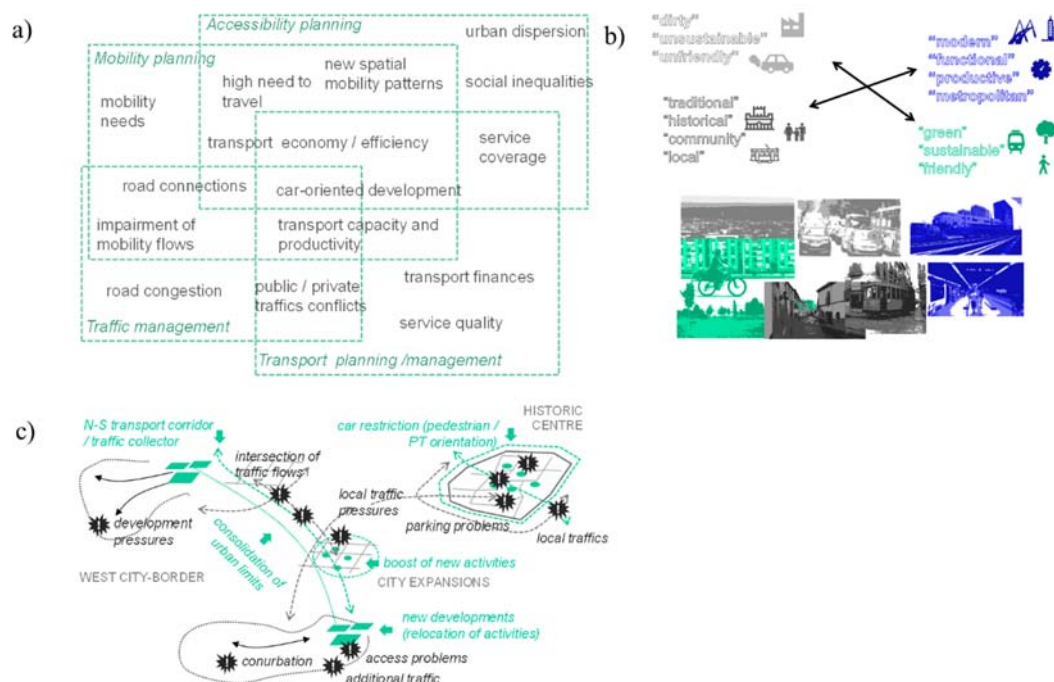 a)
Accessibility planning
urban dispersion
Mobility planning
new spatial
mobility patterns
high need to
travel
social inequalities
mobility
needs
transport economy / efficiency
service
coverage
road connections
car-oriented development
impairment of
mobility flows
transport capacity and
productivity
transport finances
road congestion
public / private
traffics conflicts
service quality
Traffic management
Transport planning /management
b)
"dirty"
"unsustainable"
"unfriendly"
"modern"
"functional"
"productive"
"metropolitan"
"traditional"
"historical"
"community"
"local"
"green"
"sustainable"
"friendly"
c)
N-S transport corridor
/ traffic collector
intersection of
traffic flows
car restriction (pedestrian /
PT orientation)
HISTORIC
CENTRE
local traffic
pressures
parking problems
local traffics
development
pressures
consolidation of
urban limits
WEST CITY-BORDER
boost of new activities
CITY EXPANSIONS
new developments
(relocation of activities)
conurbation
access problems
additional traffic